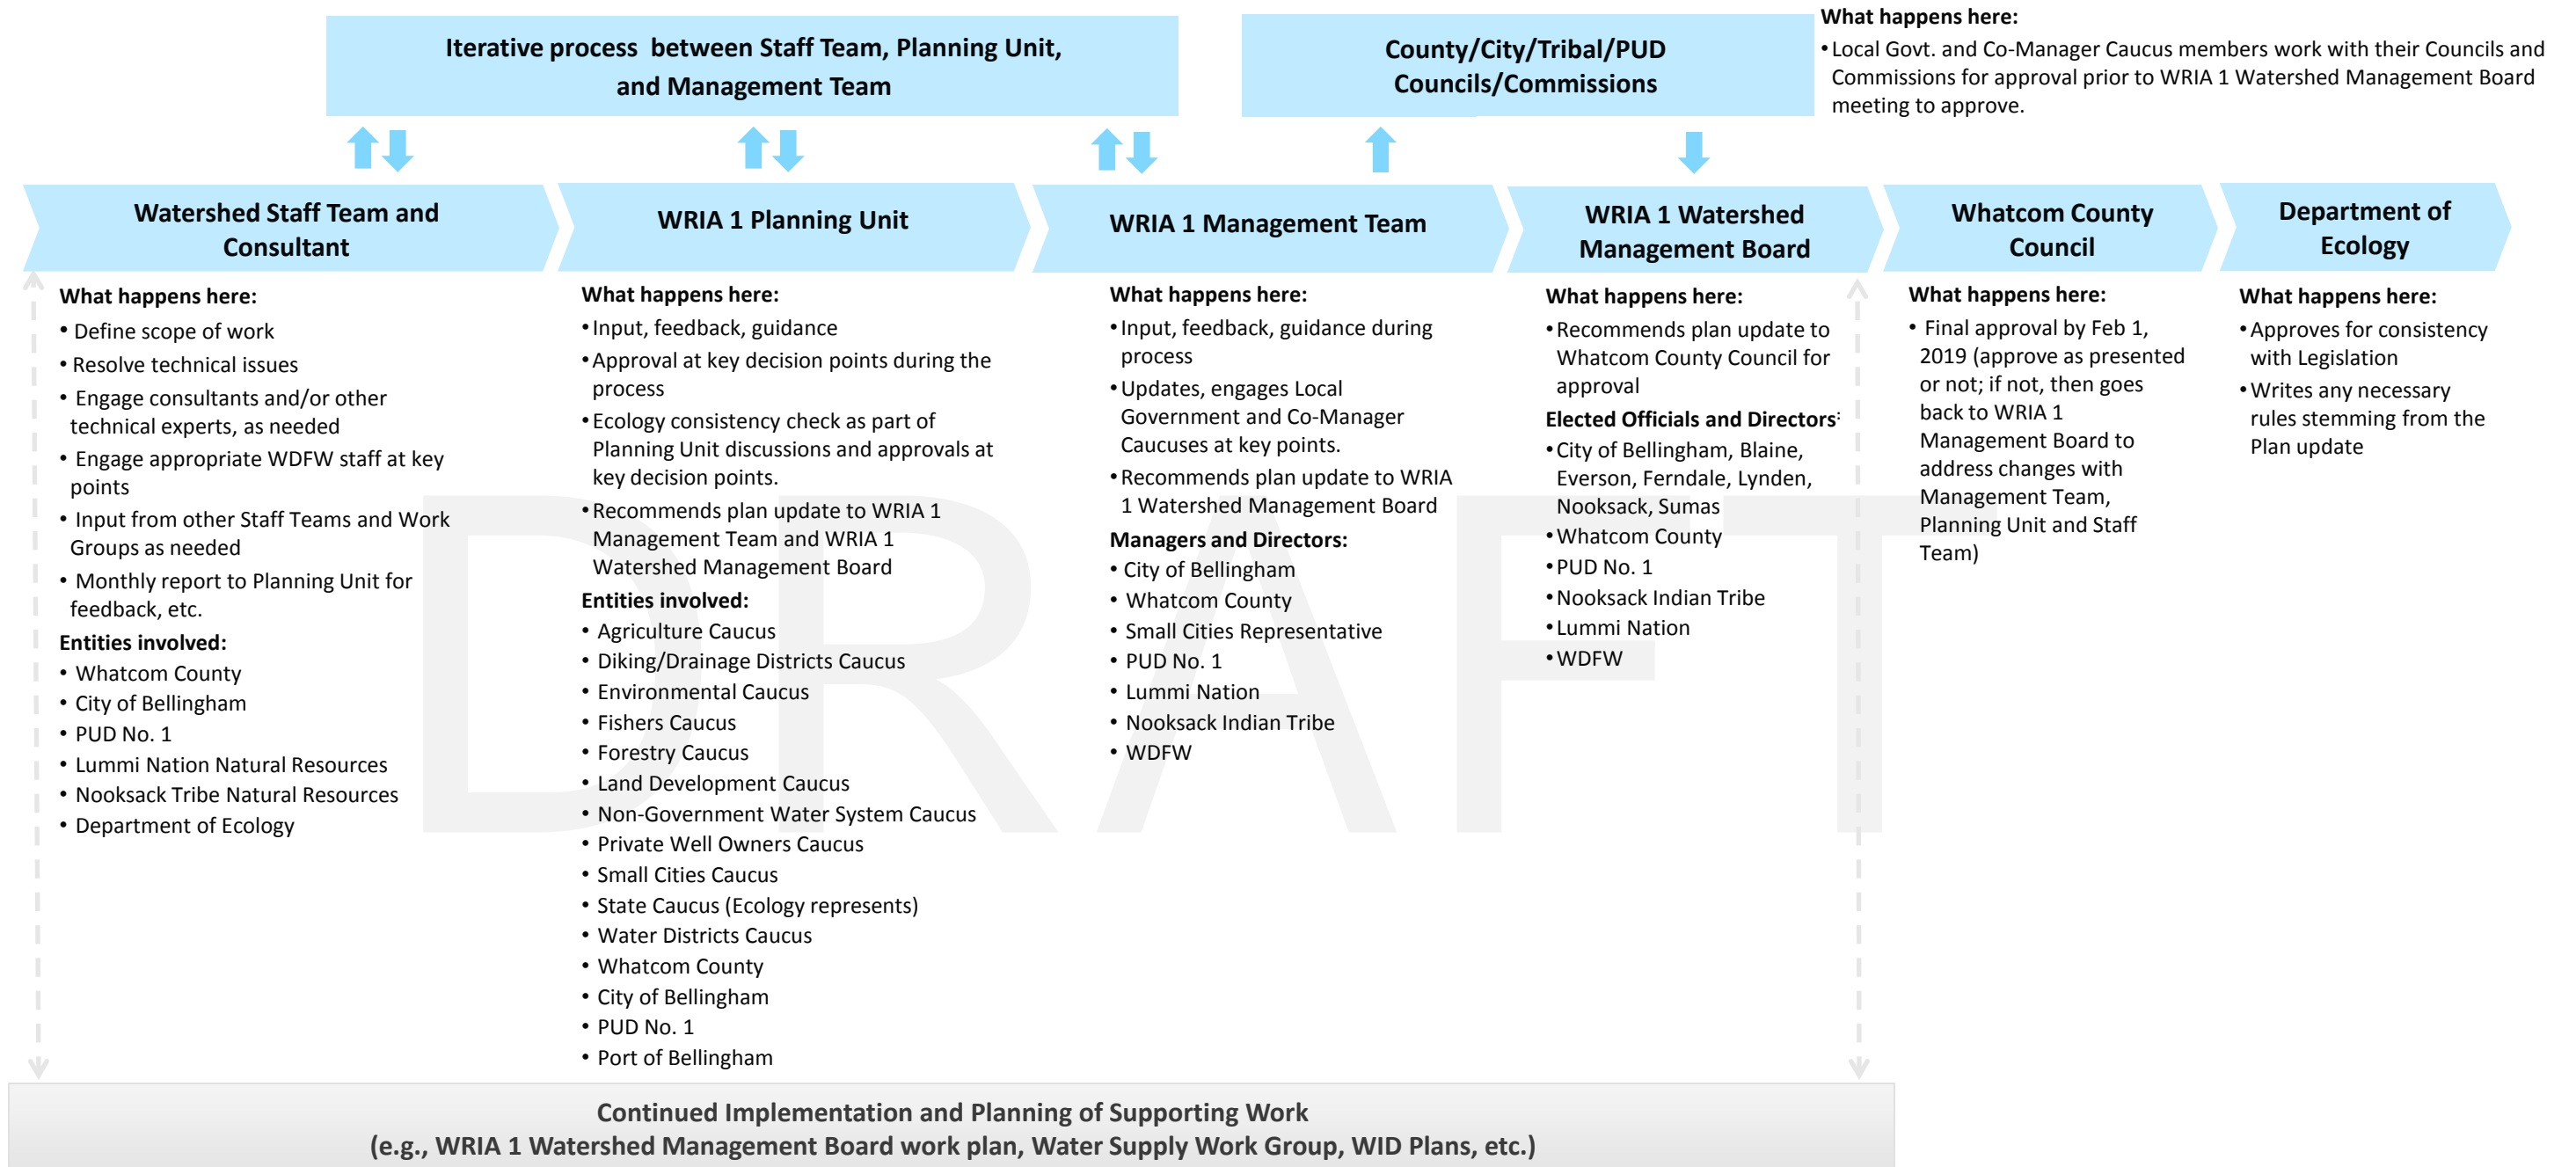 Iterative process between Staff Team, Planning Unit,
and Management Team
County/City/Tribal/PUD
Councils/Commissions
What happens here:
• Local Govt. and Co-Manager Caucus members work with their Councils and
Commissions for approval prior to WRIA 1 Watershed Management Board
meeting to approve.
Watershed Staff Team and
Consultant
What happens here:
• Define scope of work
• Resolve technical issues
• Engage consultants and/or other
technical experts, as needed
• Engage appropriate WDFW staff at key
points
• Input from other Staff Teams and Work
Groups as needed
• Monthly report to Planning Unit for
feedback, etc.
Entities involved:
• Whatcom County
• City of Bellingham
• PUD No. 1
• Lummi Nation Natural Resources
• Nooksack Tribe Natural Resources
• Department of Ecology
WRIA 1 Planning Unit
What happens here:
• Input, feedback, guidance
• Approval at key decision points during the
process
• Ecology consistency check as part of
Planning Unit discussions and approvals at
key decision points.
• Recommends plan update to WRIA 1
Management Team and WRIA 1
Watershed Management Board
Entities involved:
• Agriculture Caucus
• Diking/Drainage Districts Caucus
• Environmental Caucus
• Fishers Caucus
• Forestry Caucus
• Land Development Caucus
• Non-Government Water System Caucus
• Private Well Owners Caucus
• Small Cities Caucus
• State Caucus (Ecology represents)
• Water Districts Caucus
• Whatcom County
• City of Bellingham
• PUD No. 1
• Port of Bellingham
WRIA 1 Management Team
What happens here:
• Input, feedback, guidance during
process
• Updates, engages Local
Government and Co-Manager
Caucuses at key points.
• Recommends plan update to WRIA
1 Watershed Management Board
Managers and Directors:
• City of Bellingham
• Whatcom County
• Small Cities Representative
• PUD No. 1
• Lummi Nation
• Nooksack Indian Tribe
• WDFW
WRIA 1 Watershed
Management Board
What happens here:
• Recommends plan update to
Whatcom County Council for
approval
Elected Officials and Directors:
• City of Bellingham, Blaine,
Everson, Ferndale, Lynden,
Nooksack, Sumas
• Whatcom County
• PUD No. 1
• Nooksack Indian Tribe
• Lummi Nation
• WDFW
Whatcom County
Council
What happens here:
• Final approval by Feb 1,
2019 (approve as presented
or not; if not, then goes
back to WRIA 1
Management Board to
address changes with
Management Team,
Planning Unit and Staff
Team)
Department of
Ecology
What happens here:
• Approves for consistency
with Legislation
• Writes any necessary
rules stemming from the
Plan update
DRAFT
Continued Implementation and Planning of Supporting Work
(e.g., WRIA 1 Watershed Management Board work plan, Water Supply Work Group, WID Plans, etc.)